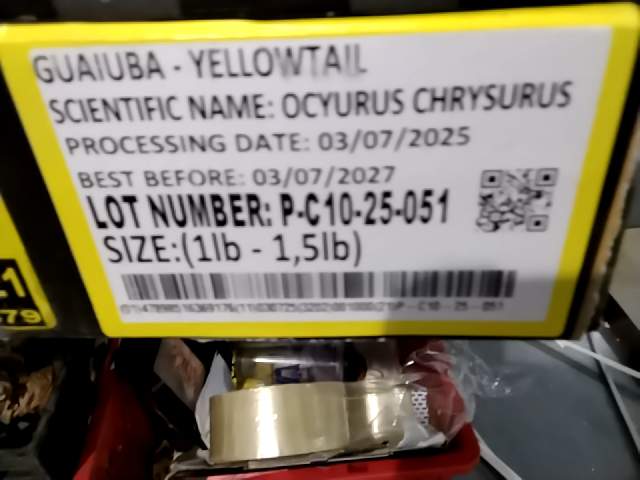 GUAIUBA - YELLOWTAIL
SCIENTIFIC NAME: OCYURUS CHRYSURUS
PROCESSING DATE: 03/07/2025
BEST BEFORE: 03/07/2027
LOT NUMBER: P-C10-25-051
SIZE:(1lb - 1,5lb)
79